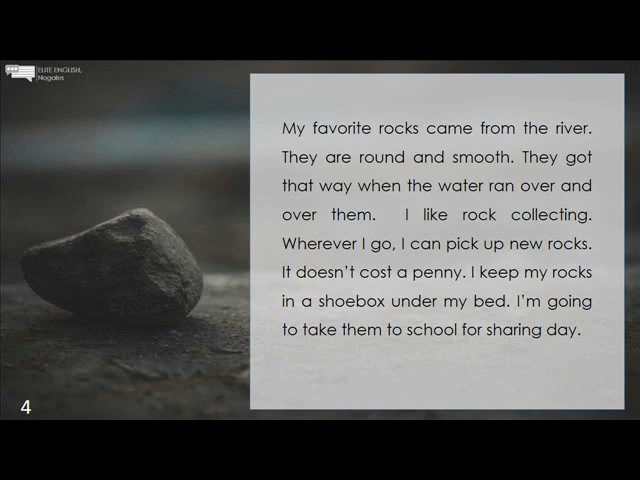 ELITE ENGLISH,
Nogales
My favorite rocks came from the river.
They are round and smooth. They got
that way when the water ran over and
over them. I like rock collecting.
Wherever I go, I can pick up new rocks.
It doesn't cost a penny. I keep my rocks
in a shoebox under my bed. I'm going
to take them to school for sharing day.
4